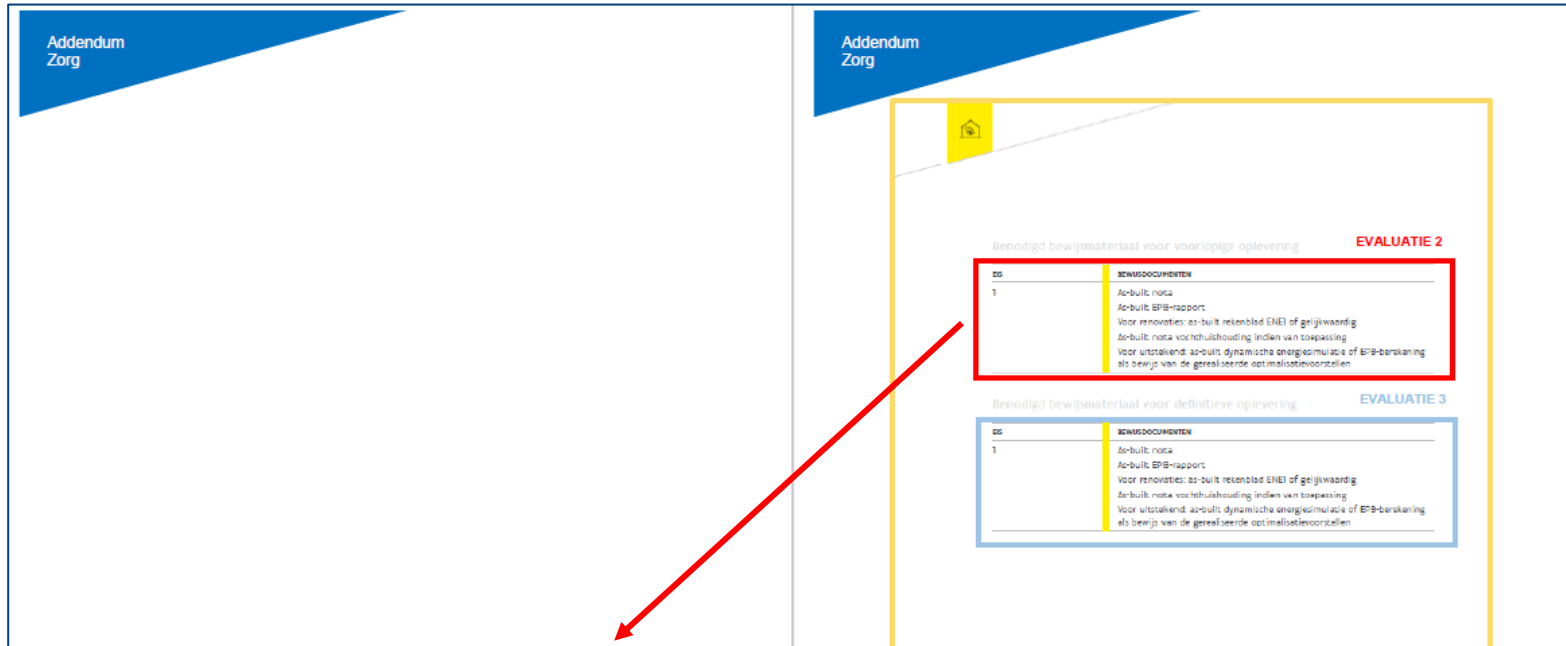 Addendum
Zorg
Addendum
Zorg
Benodigd bewijsmateriaal voor voorlopige oplevering
EVALUATIE 2
EIS
BEWIJSDOCUMENTEN
1
As-built nota
As-built EPB-rapport
Voor renovaties: as-built rekenblad ENE1 of gelijkwaardig
As-built nota vochthuishouding indien van toepassing
Voor uitstekend: as-built dynamische energiesimulatie of EPB-berekening
als bewijs van de gerealiseerde optimalisatievoorstellen
Benodigd bewijsmateriaal voor definitieve oplevering
EVALUATIE 3
EIS
BEWIJSDOCUMENTEN
1
As-built nota
As-built EPB-rapport
Voor renovaties: as-built rekenblad ENE1 of gelijkwaardig
As-built nota vochthuishouding indien van toepassing
Voor uitstekend: as-built dynamische energiesimulatie of EPB-berekening
als bewijs van de gerealiseerde optimalisatievoorstellen